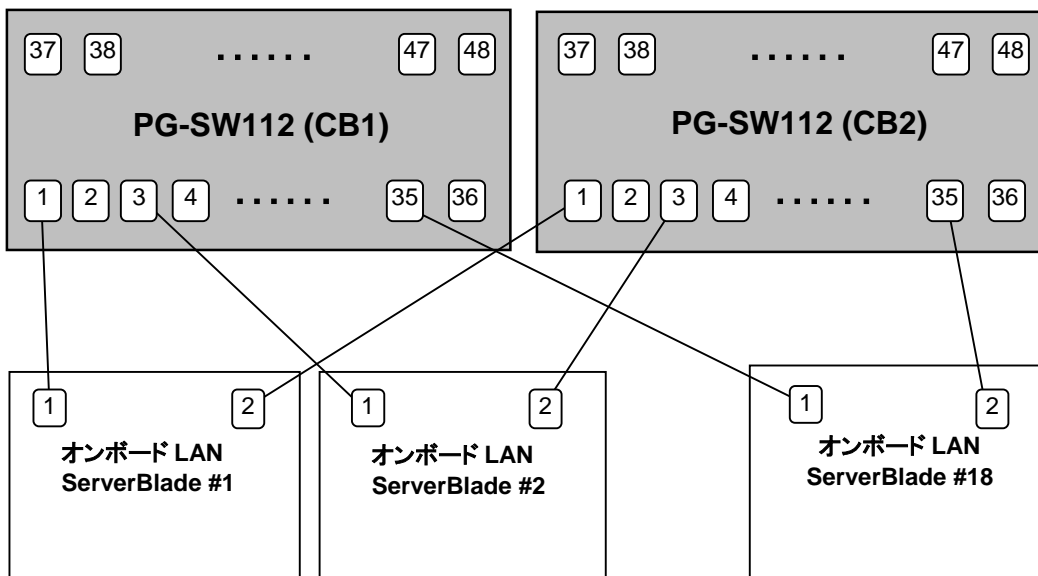 37 38 ...... 47 48
PG-SW112 (CB1)
1 2 3 4 ...... 35 36
37 38 ...... 47 48
PG-SW112 (CB2)
1 2 3 4 ...... 35 36
1 2
オンボード LAN
ServerBlade #1
1 2
オンボード LAN
ServerBlade #2
1 2
オンボード LAN
ServerBlade #18